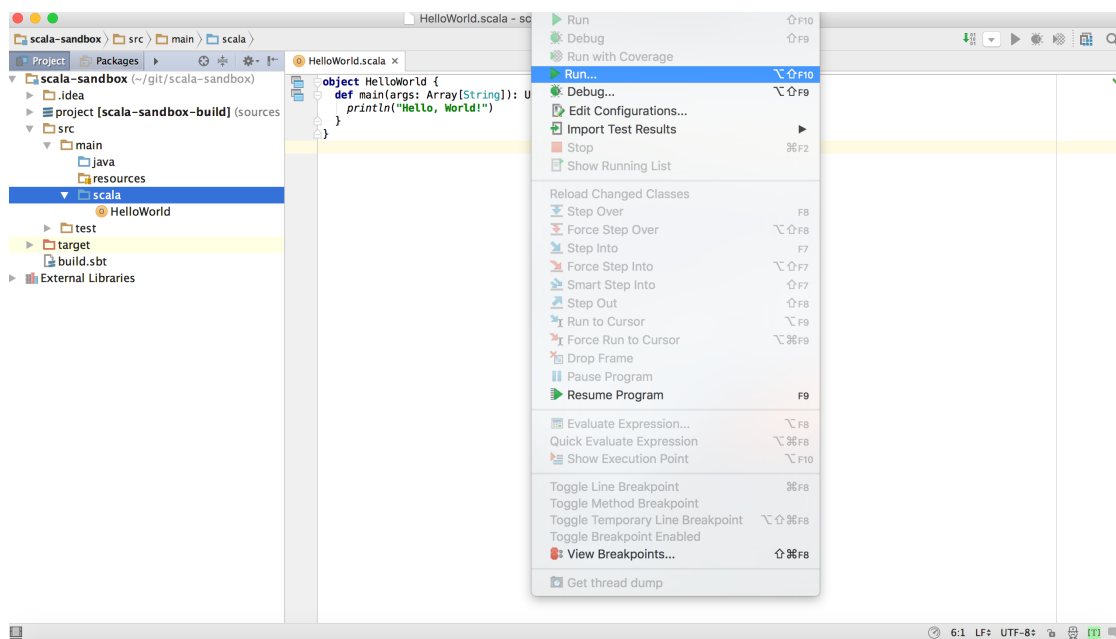 HelloWorld.scala - sc
scala-sandbox src main scala
Project Packages
HelloWorld.scala ×
scala-sandbox (~/git/scala-sandbox)
.idea
project [scala-sandbox-build] (sources
src
main
java
resources
scala
HelloWorld
test
target
build.sbt
External Libraries
object HelloWorld {
def main(args: Array[String]): U
println("Hello, World!")
}
}
Run ⇧F10
Debug ⇧F9
Run with Coverage
Run... ⌥⇧F10
Debug... ⌥⇧F9
Edit Configurations...
Import Test Results ▶
Stop ⌘F2
Show Running List
Reload Changed Classes
Step Over F8
Force Step Over ⌥⇧F8
Step Into F7
Force Step Into ⌥⇧F7
Smart Step Into ⇧F7
Step Out ⇧F8
Run to Cursor ⌥F9
Force Run to Cursor ⌥⌘F9
Drop Frame
Pause Program
Resume Program F9
Evaluate Expression... ⌥F8
Quick Evaluate Expression ⌥⌘F8
Show Execution Point ⌥F10
Toggle Line Breakpoint ⌘F8
Toggle Method Breakpoint
Toggle Temporary Line Breakpoint ⌥⇧⌘F8
Toggle Breakpoint Enabled
View Breakpoints... ⇧⌘F8
Get thread dump
6:1 LF UTF-8 [T]